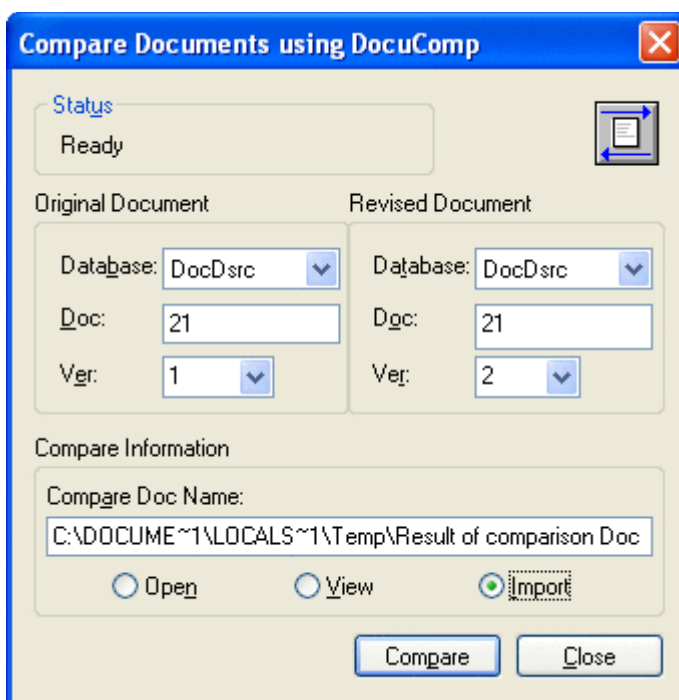 Compare Documents using DocuComp
Status
Ready
Original Document
Database: DocDsrc
Doc: 21
Ver: 1
Revised Document
Database: DocDsrc
Doc: 21
Ver: 2
Compare Information
Compare Doc Name:
C:\DOCUME~1\LOCALS~1\Temp\Result of comparison Doc
Open View Import
Compare Close